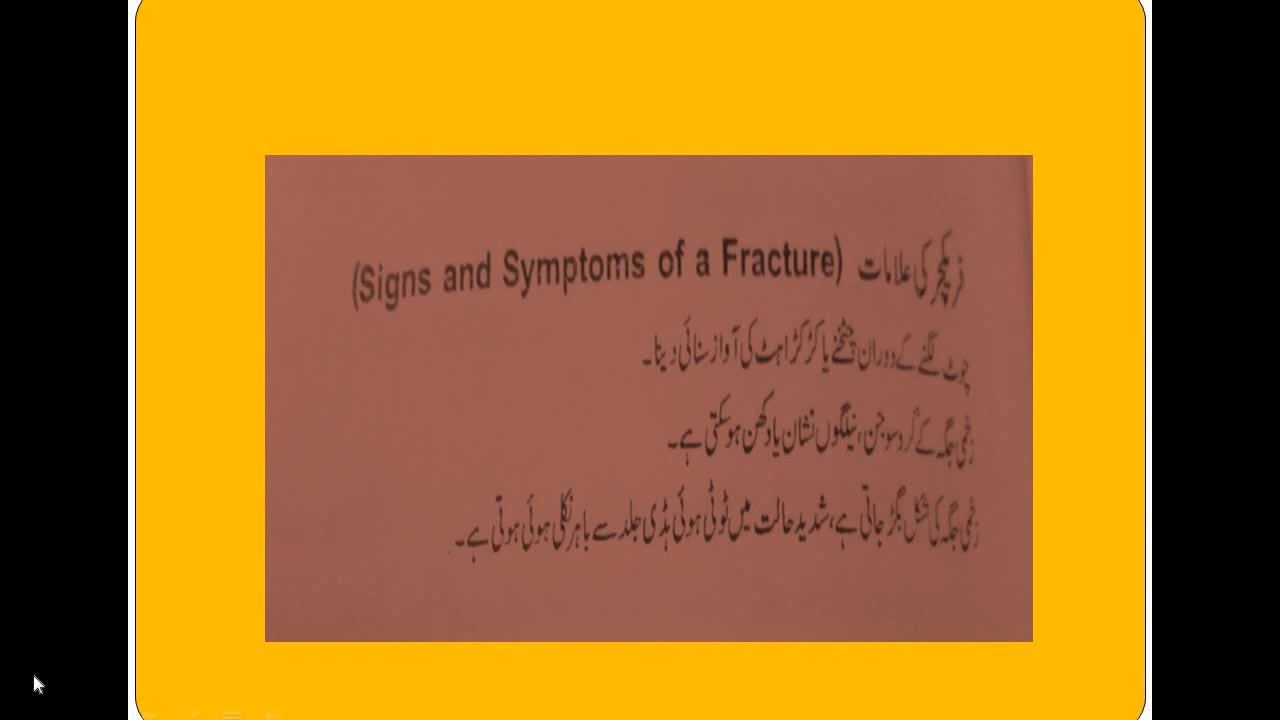 فریکچر کی علامات (Signs and Symptoms of a Fracture)
چوٹ لگنے کے دوران چٹخنے یا کڑکڑاہٹ کی آواز سنائی دینا۔
زخمی جگہ کے گرد سوجن، نیلگوں نشان یا دکھن ہو سکتی ہے۔
زخمی جگہ کی شکل بگڑ جاتی ہے، شدید حالت میں ٹوٹی ہوئی ہڈی جلد سے باہر نکلی ہوئی ہوتی ہے۔